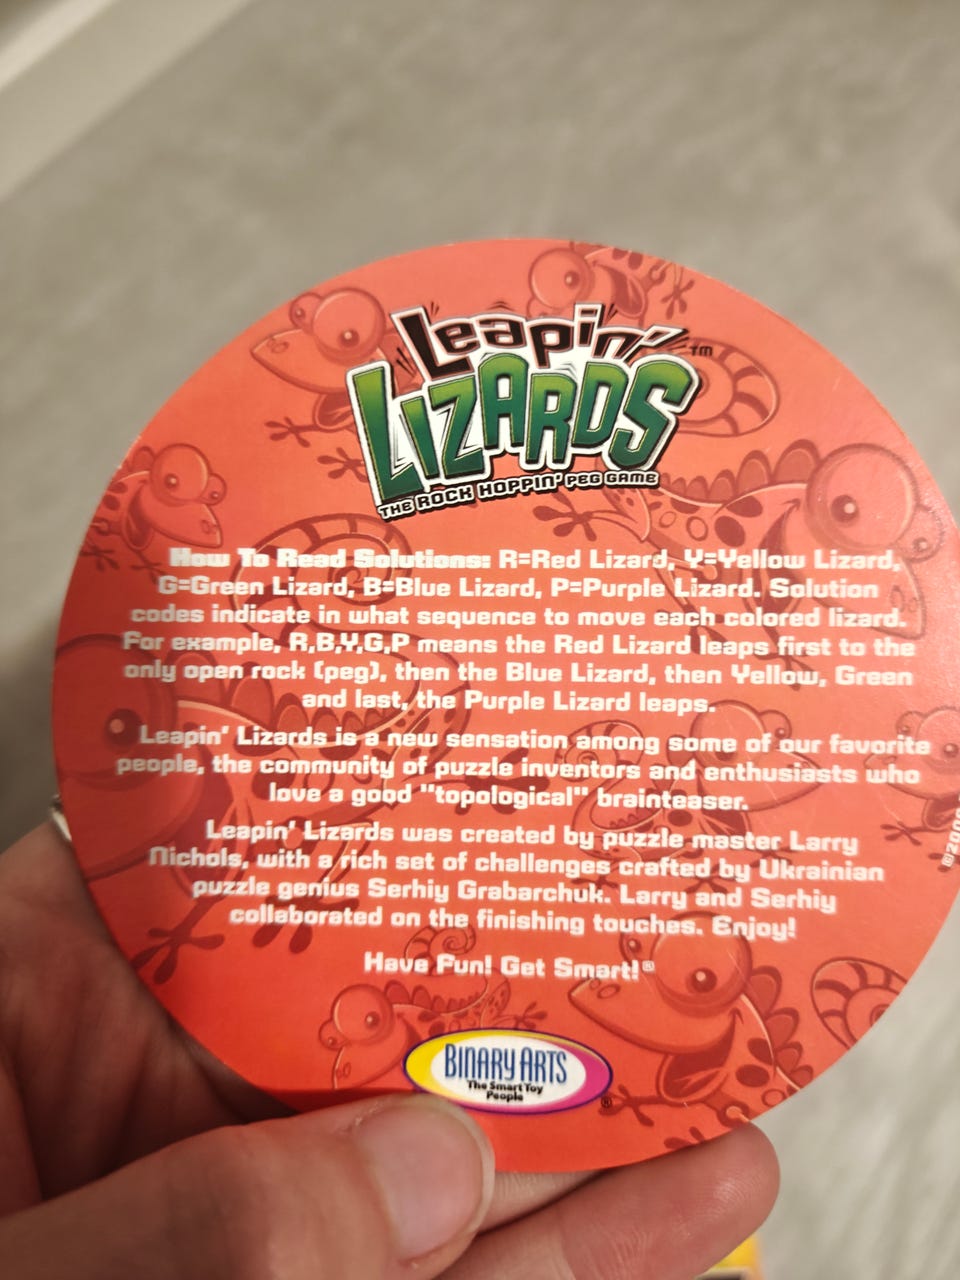 Leapin'
LIZARDS™
THE ROCK HOPPIN' PEG GAME
How To Read Solutions: R=Red Lizard, Y=Yellow Lizard,
G=Green Lizard, B=Blue Lizard, P=Purple Lizard. Solution
codes indicate in what sequence to move each colored lizard.
For example, R,B,Y,G,P means the Red Lizard leaps first to the
only open rock (peg), then the Blue Lizard, then Yellow, Green
and last, the Purple Lizard leaps.
Leapin' Lizards is a new sensation among some of our favorite
people, the community of puzzle inventors and enthusiasts who
love a good "topological" brainteaser.
Leapin' Lizards was created by puzzle master Larry
Nichols, with a rich set of challenges crafted by Ukrainian
puzzle genius Serhiy Grabarchuk. Larry and Serhiy
collaborated on the finishing touches. Enjoy!
Have Fun! Get Smart!®
BINARY ARTS
The Smart Toy
People®